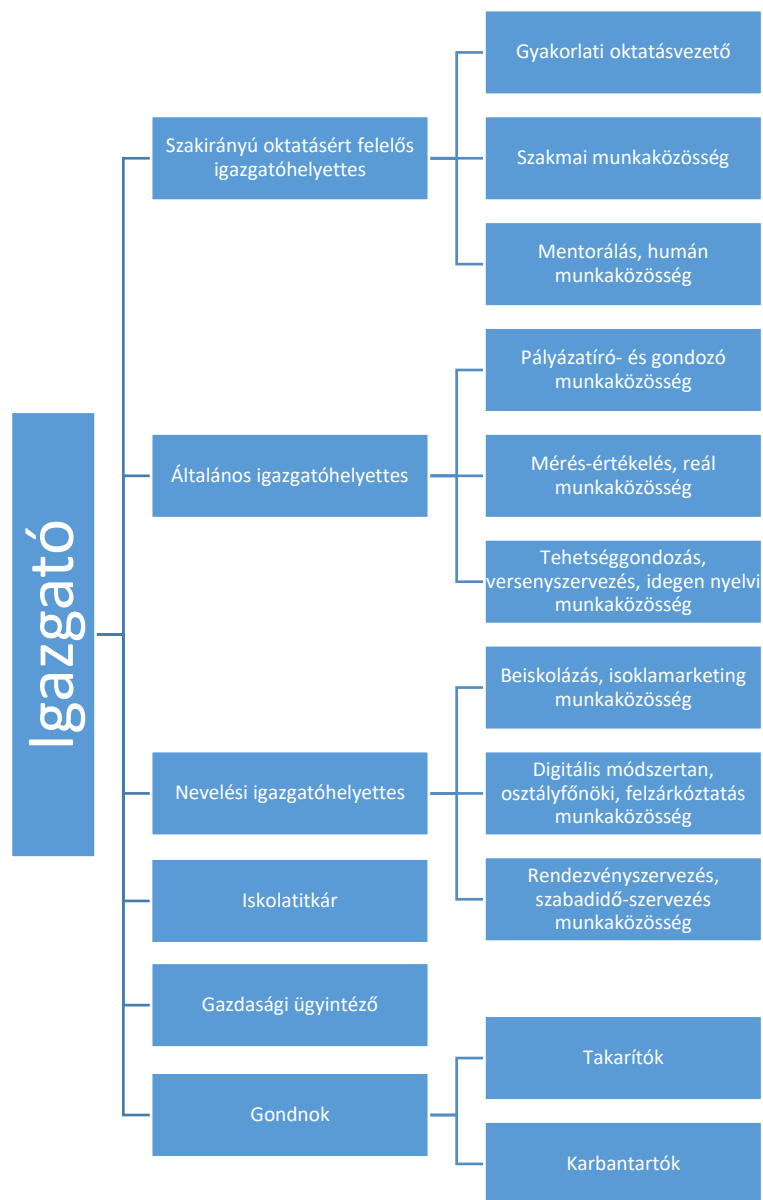 Igazgató
Szakirányú oktatásért felelős
igazgatóhelyettes
Gyakorlati oktatásvezető
Szakmai munkaközösség
Mentorálás, humán
munkaközösség
Általános igazgatóhelyettes
Pályázatíró- és gondozó
munkaközösség
Mérés-értékelés, reál
munkaközösség
Tehetséggondozás,
versenyszervezés, idegen nyelvi
munkaközösség
Nevelési igazgatóhelyettes
Beiskolázás, isoklamarketing
munkaközösség
Digitális módszertan,
osztályfőnöki, felzárkóztatás
munkaközösség
Rendezvényszervezés,
szabadidő-szervezés
munkaközösség
Iskolatitkár
Gazdasági ügyintéző
Gondnok
Takarítók
Karbantartók